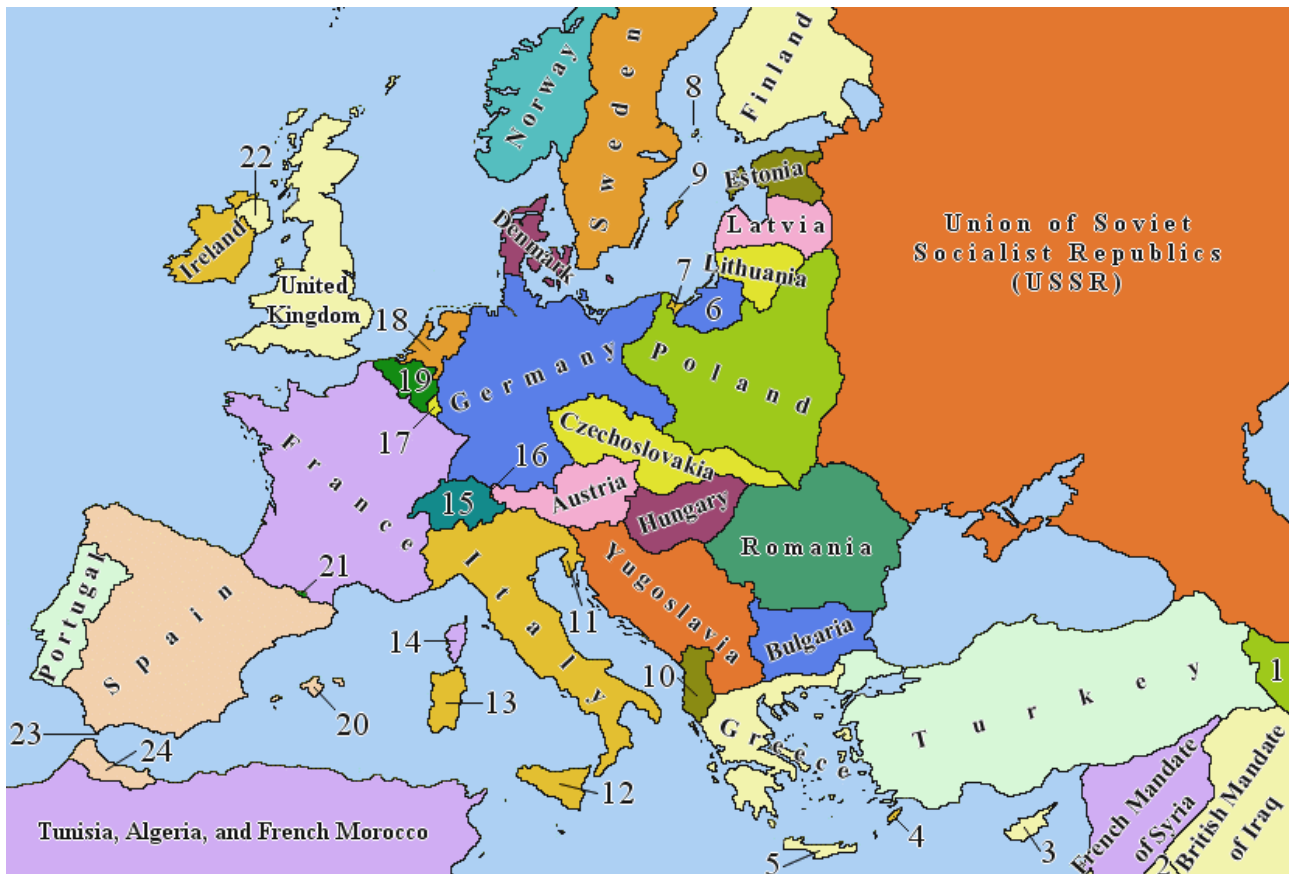 Norway
Sweden
Finland
8
22
9
Estonia
Ireland
Denmark
Latvia
Union of Soviet
Socialist Republics
(USSR)
7
Lithuania
United
Kingdom
6
18
Germany
Poland
19
17
Czechoslovakia
France
16
15
Austria
Hungary
Romania
Italy
Yugoslavia
21
Portugal
Spain
11
14
10
Bulgaria
1
Turkey
13
20
23
24
Greece
12
French Mandate
of Syria
British Mandate
of Iraq
2
Tunisia, Algeria, and French Morocco
4
3
5